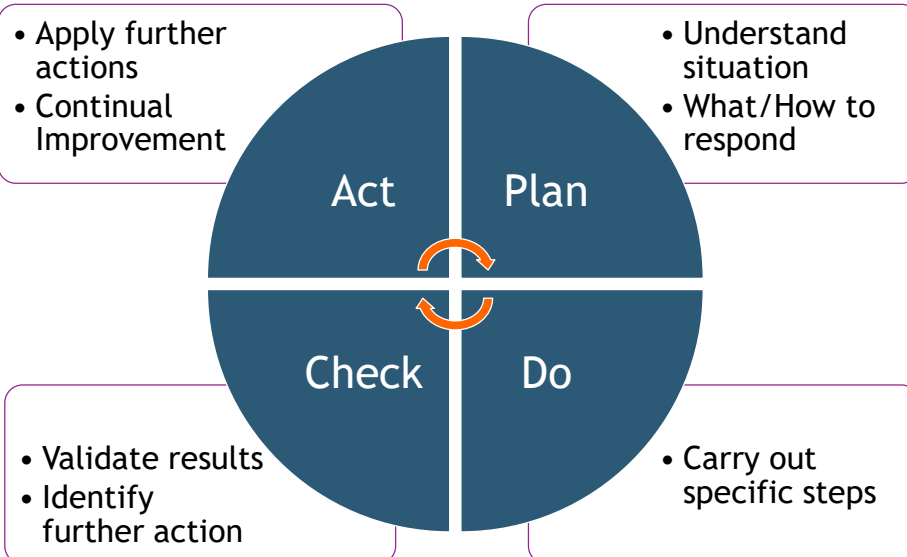 • Apply further
actions
• Continual
Improvement
• Understand
situation
• What/How to
respond
Act
Plan
Check
Do
• Validate results
• Identify
further action
• Carry out
specific steps